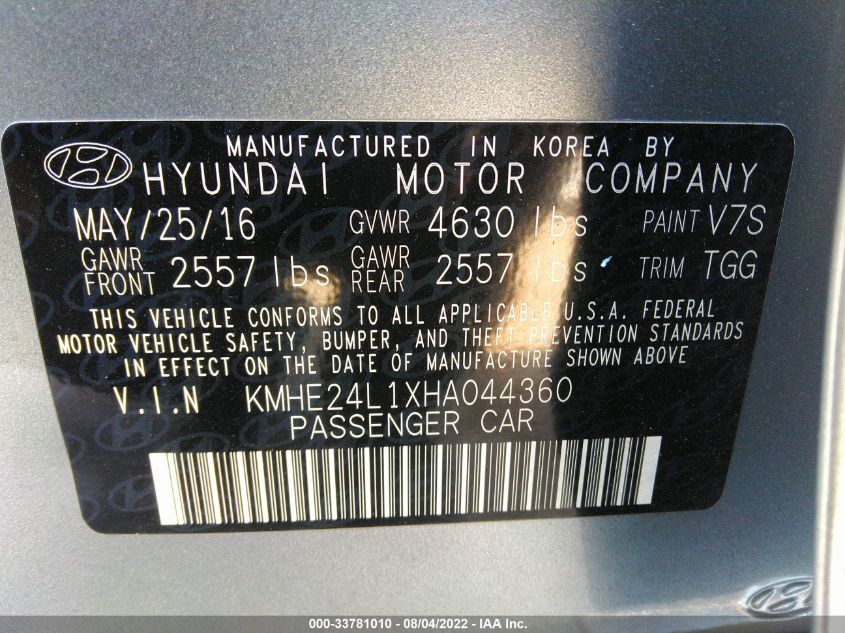 MANUFACTURED IN KOREA BY
HYUNDAI MOTOR COMPANY
MAY/25/16 GVWR 4630 lbs PAINT V7S
GAWR FRONT 2557 lbs GAWR REAR 2557 lbs TRIM TGG
THIS VEHICLE CONFORMS TO ALL APPLICABLE U.S.A. FEDERAL
MOTOR VEHICLE SAFETY, BUMPER, AND THEFT PREVENTION STANDARDS
IN EFFECT ON THE DATE OF MANUFACTURE SHOWN ABOVE
V.I.N KMHE24L1XHA044360
PASSENGER CAR
000-33781010 - 08/04/2022 - IAA Inc.